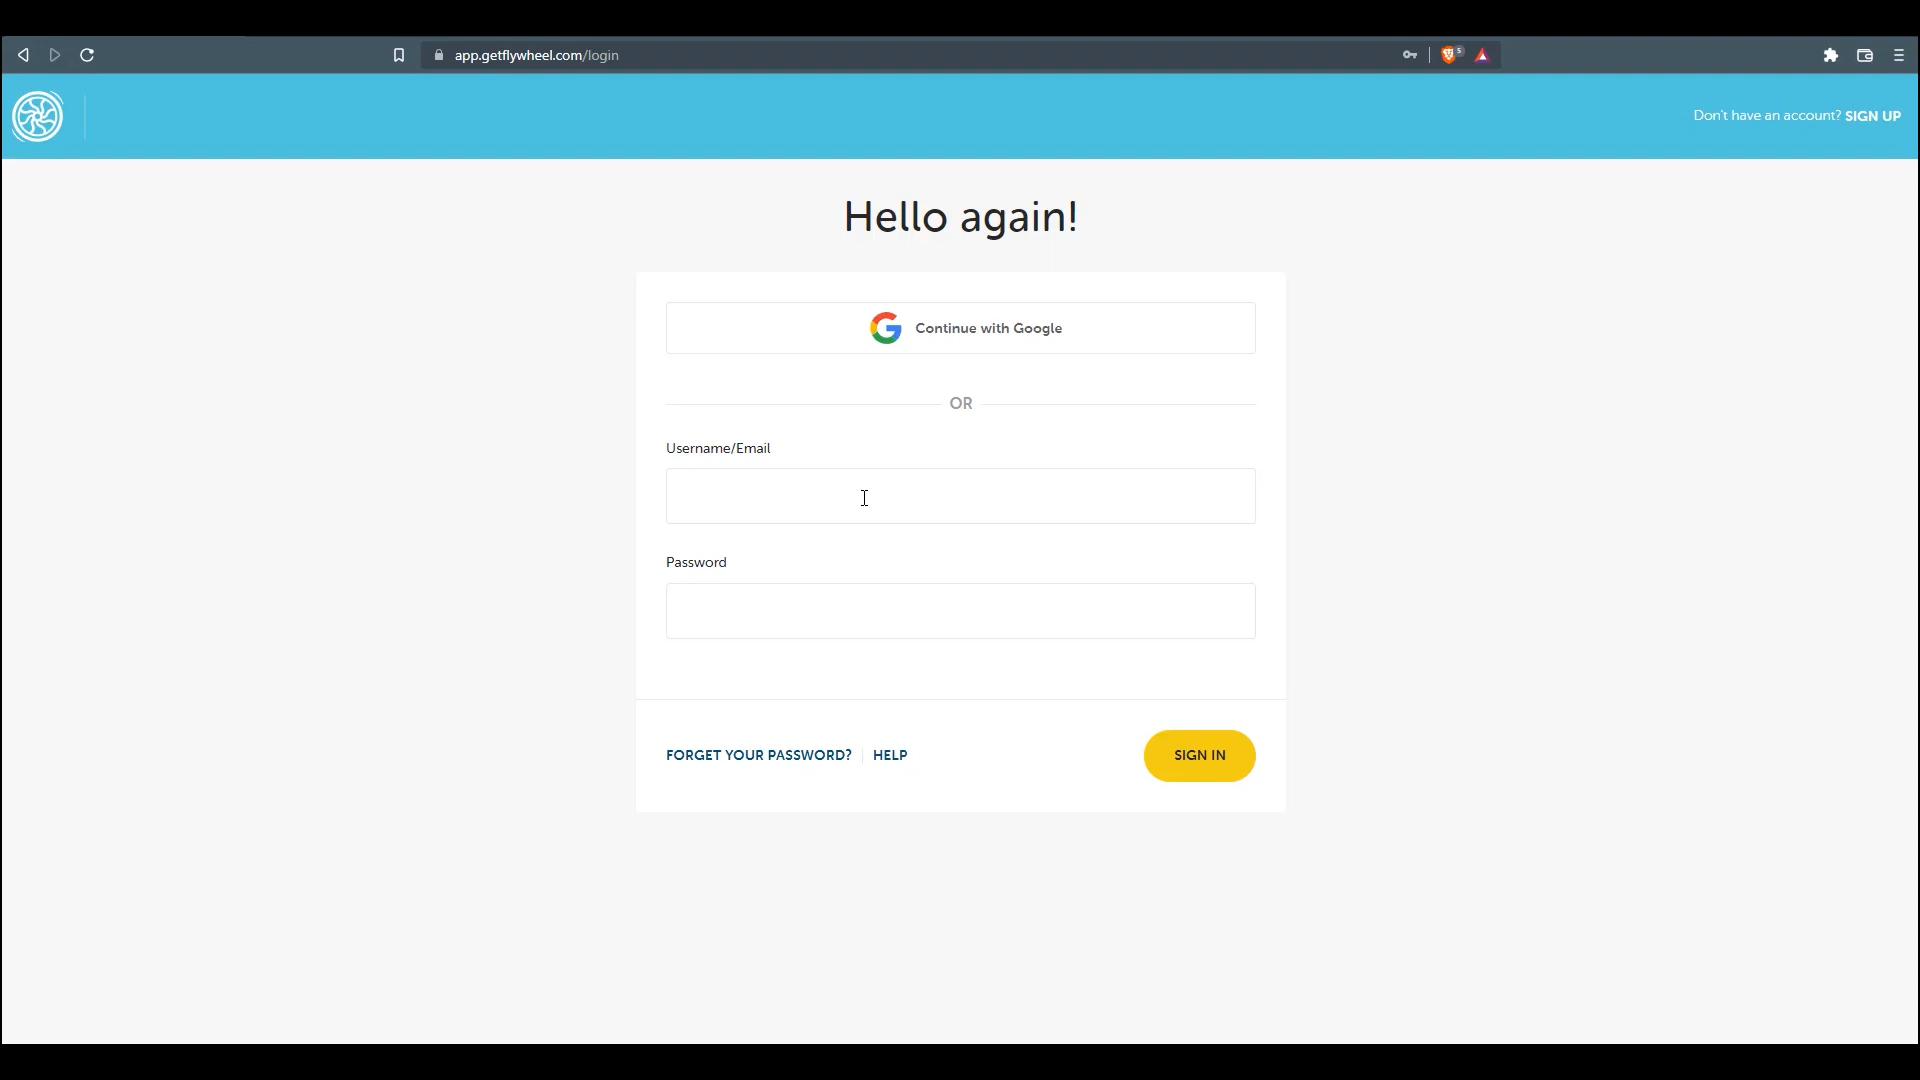 app.getflywheel.com/login
5
Don't have an account? SIGN UP
Hello again!
Continue with Google
OR
Username/Email
Password
FORGET YOUR PASSWORD? HELP
SIGN IN